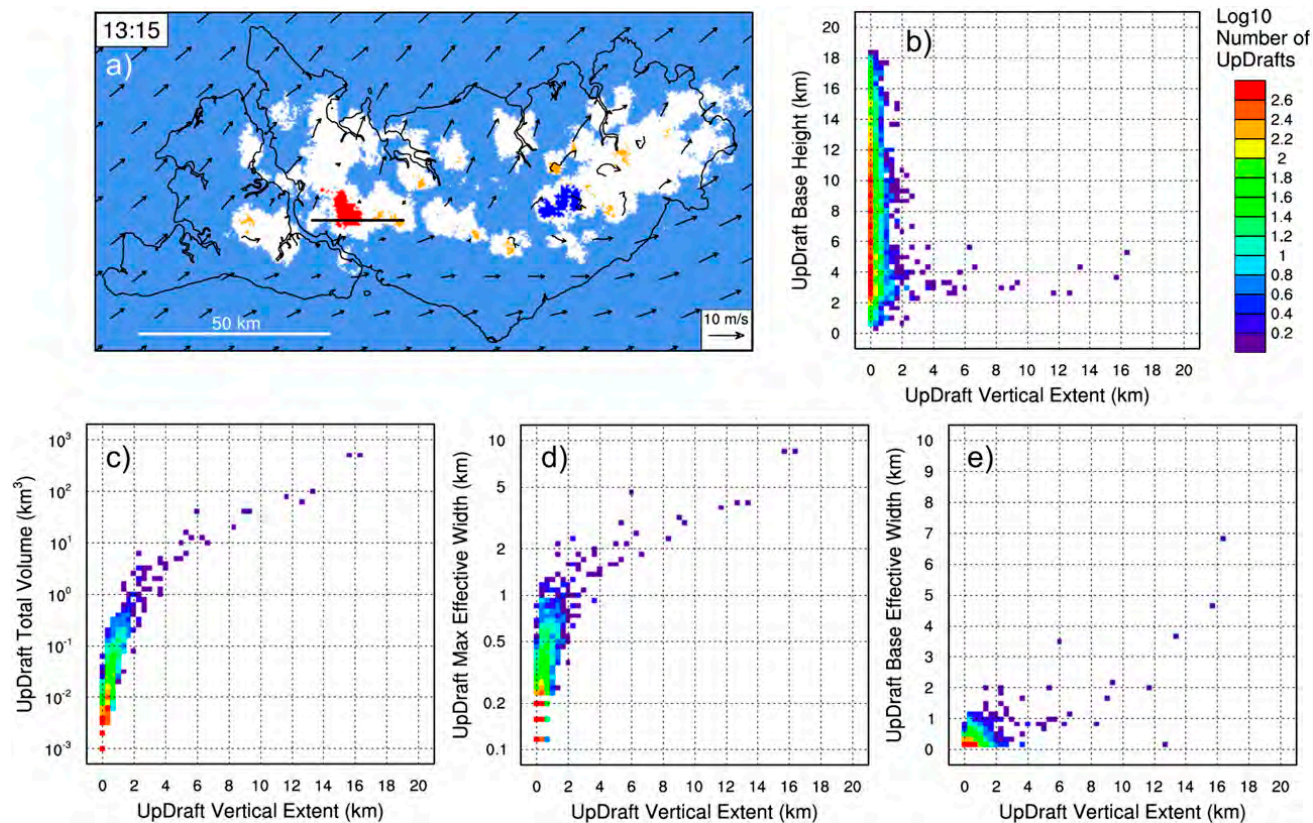 13:15
a)
50 km
10 m/s
b)
UpDraft Base Height (km)
20
18
16
14
12
10
8
6
4
2
0
0 2 4 6 8 10 12 14 16 18 20
UpDraft Vertical Extent (km)
Log10
Number of
UpDrafts
2.6
2.4
2.2
2
1.8
1.6
1.4
1.2
1
0.8
0.6
0.4
0.2
c)
UpDraft Total Volume (km³)
10³
10²
10¹
10⁰
10⁻¹
10⁻²
10⁻³
0 2 4 6 8 10 12 14 16 18 20
UpDraft Vertical Extent (km)
d)
UpDraft Max Effective Width (km)
10
5
2
1
0.5
0.2
0.1
0 2 4 6 8 10 12 14 16 18 20
UpDraft Vertical Extent (km)
e)
UpDraft Base Effective Width (km)
10
9
8
7
6
5
4
3
2
1
0
0 2 4 6 8 10 12 14 16 18 20
UpDraft Vertical Extent (km)